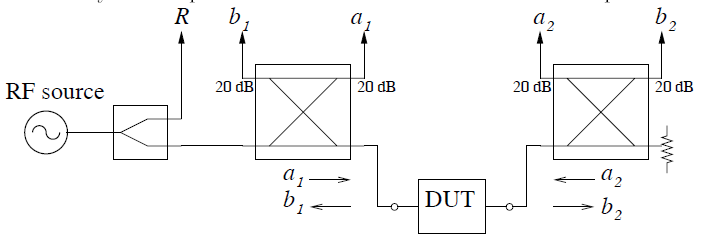 R b1 a1 a2 b2
RF source 20 dB 20 dB 20 dB 20 dB
a1 a2
b1 DUT b2